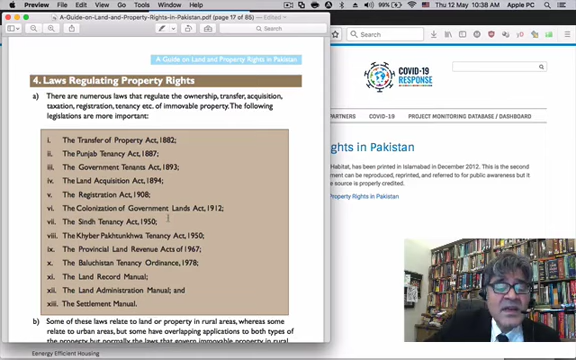 Preview File Edit View Go Tools Window Help
99% Thu 12 May 10:38 AM Apple PC
A-Guide-on-Land-and-Property-Rights-in-Pakistan.pdf (page 17 of 85) Edited
Search
A Guide on Land and Property Rights in Pakistan
4. Laws Regulating Property Rights
a) There are numerous laws that regulate the ownership, transfer, acquisition,
taxation, registration, tenancy etc. of immovable property. The following
legislations are more important:
i. The Transfer of Property Act, 1882;
ii. The Punjab Tenancy Act, 1887;
iii. The Government Tenants Act, 1893;
iv. The Land Acquisition Act, 1894;
v. The Registration Act, 1908;
vi. The Colonization of Government Lands Act, 1912;
vii. The Sindh Tenancy Act, 1950;
viii. The Khyber Pakhtunkhwa Tenancy Act, 1950;
ix. The Provincial Land Revenue Acts of 1967;
x. The Baluchistan Tenancy Ordinance, 1978;
xi. The Land Record Manual;
xii. The Land Administration Manual; and
xiii. The Settlement Manual.
b) Some of these laws relate to land or property in rural areas, whereas some
relate to urban areas, but some have overlapping applications to both types of
the property but normally the laws that govern immovable property in rural
Eenergy Efficient Housing
Search
COVID-19
RESPONSE
PARTNERS COVID-19 PROJECT MONITORING DATABASE / DASHBOARD
ghts in Pakistan
Habitat, has been printed in Islamabad in December 2012. This is the second
ment can be reproduced, reprinted, and referred to for public awareness but if
e source is properly credited.
Property Rights in Pakistan